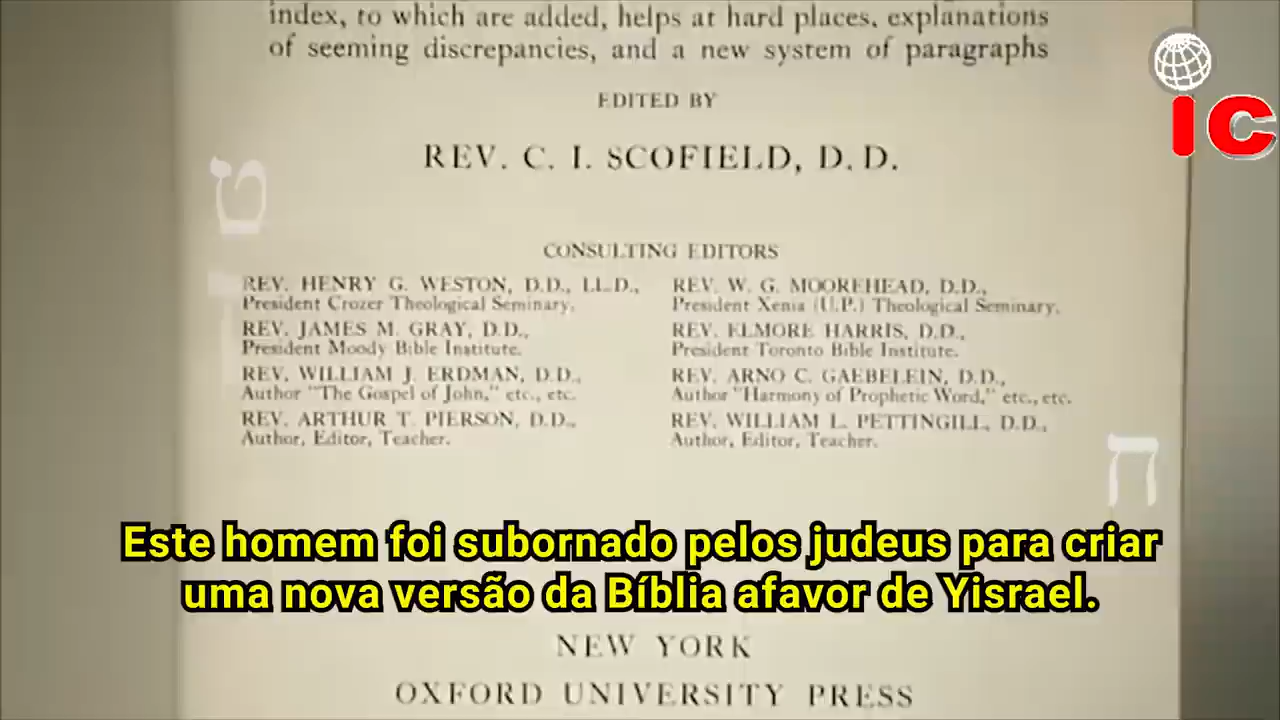 index, to which are added, helps at hard places, explanations
of seeming discrepancies, and a new system of paragraphs
EDITED BY
REV. C. I. SCOFIELD, D. D.
CONSULTING EDITORS
REV. HENRY G. WESTON, D.D., LL.D.,
President Crozer Theological Seminary.
REV. JAMES M. GRAY, D.D.,
President Moody Bible Institute.
REV. WILLIAM J. ERDMAN, D.D.,
Author "The Gospel of John," etc., etc.
REV. ARTHUR T. PIERSON, D.D.,
Author, Editor, Teacher.
REV. W. G. MOOREHEAD, D.D.,
President Xenia (U.P.) Theological Seminary.
REV. ELMORE HARRIS, D.D.,
President Toronto Bible Institute.
REV. ARNO C. GAEBELEIN, D.D.,
Author "Harmony of Prophetic Word," etc., etc.
REV. WILLIAM L. PETTINGILL, D.D.,
Author, Editor, Teacher.
Este homem foi subornado pelos judeus para criar
uma nova versão da Bíblia afavor de Yisrael.
NEW YORK
OXFORD UNIVERSITY PRESS
IC
ט
ח